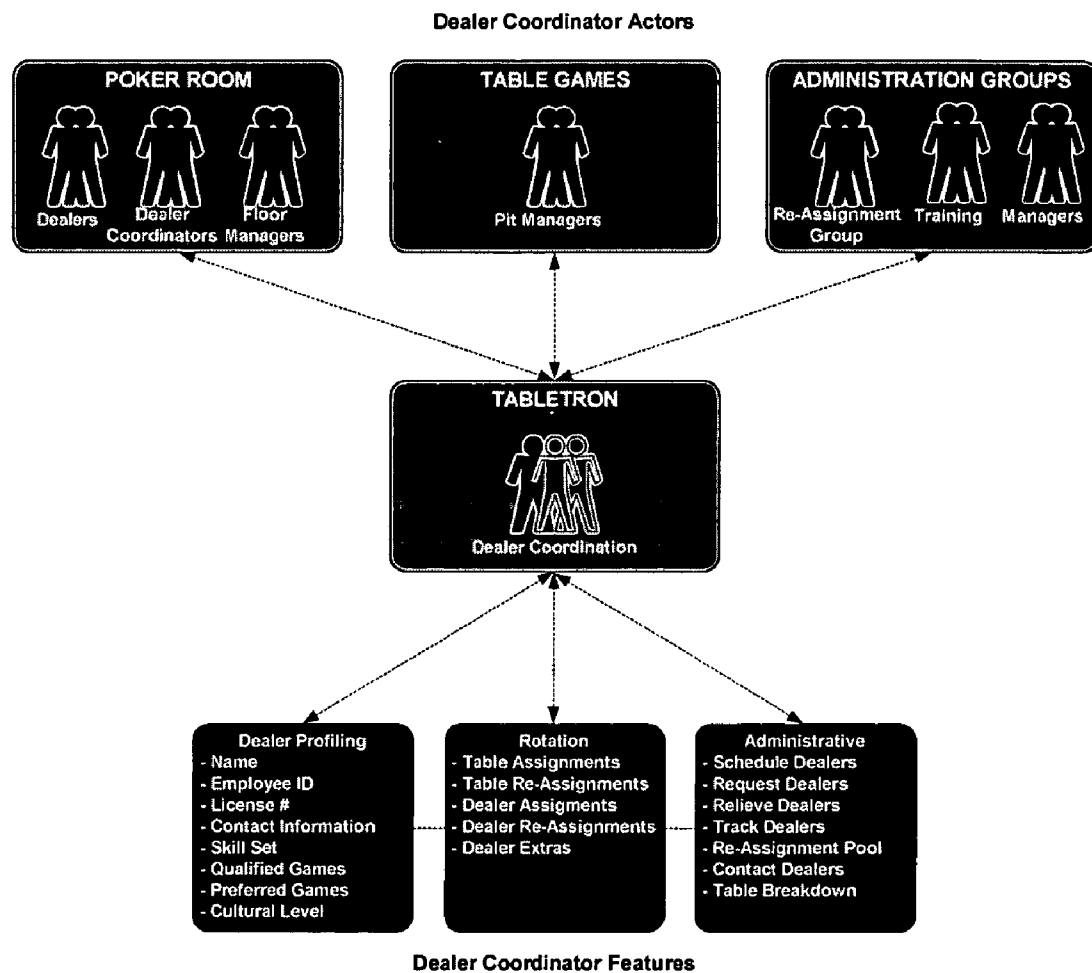 Dealer Coordinator Actors
POKER ROOM
Dealers
Dealer
Coordinators
Floor
Managers
TABLE GAMES
Pit Managers
ADMINISTRATION GROUPS
Re-Assignment
Group
Training
Managers
TABLETRON
Dealer Coordination
Dealer Profiling
- Name
- Employee ID
- License #
- Contact Information
- Skill Set
- Qualified Games
- Preferred Games
- Cultural Level
Rotation
- Table Assignments
- Table Re-Assignments
- Dealer Assigments
- Dealer Re-Assignments
- Dealer Extras
Administrative
- Schedule Dealers
- Request Dealers
- Relieve Dealers
- Track Dealers
- Re-Assignment Pool
- Contact Dealers
- Table Breakdown
Dealer Coordinator Features